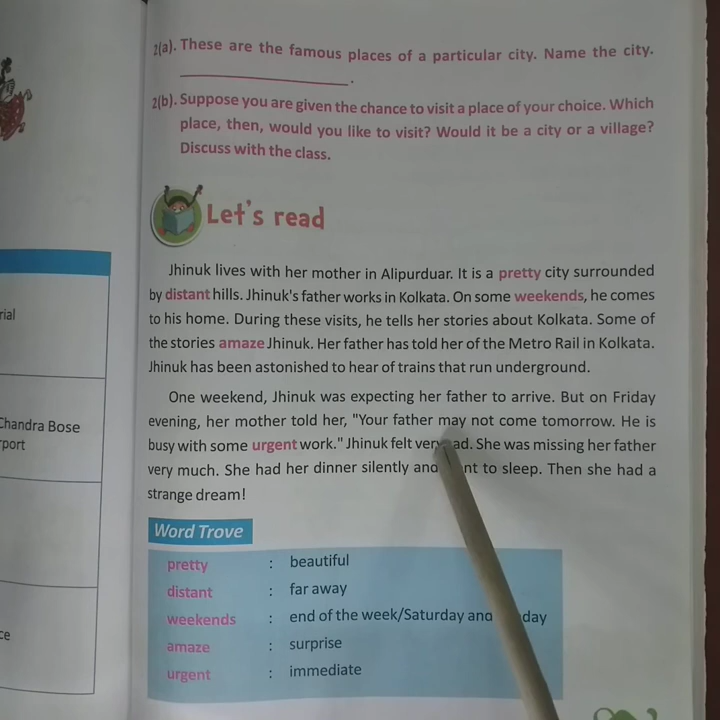 2(a). These are the famous places of a particular city. Name the city.
.
2(b). Suppose you are given the chance to visit a place of your choice. Which
place, then, would you like to visit? Would it be a city or a village?
Discuss with the class.
Let's read
Jhinuk lives with her mother in Alipurduar. It is a pretty city surrounded
by distant hills. Jhinuk's father works in Kolkata. On some weekends, he comes
to his home. During these visits, he tells her stories about Kolkata. Some of
the stories amaze Jhinuk. Her father has told her of the Metro Rail in Kolkata.
Jhinuk has been astonished to hear of trains that run underground.
One weekend, Jhinuk was expecting her father to arrive. But on Friday
evening, her mother told her, "Your father may not come tomorrow. He is
busy with some urgent work." Jhinuk felt very sad. She was missing her father
very much. She had her dinner silently and went to sleep. Then she had a
strange dream!
Word Trove
pretty : beautiful
distant : far away
weekends : end of the week/Saturday and Sunday
amaze : surprise
urgent : immediate
Chandra Bose